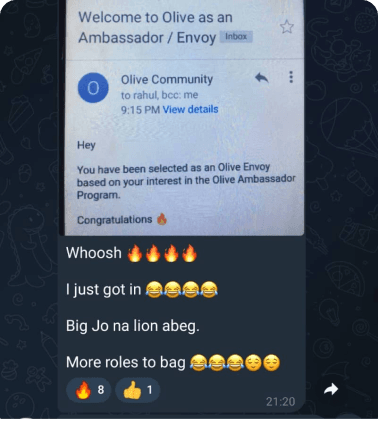 Welcome to Olive as an
Ambassador / Envoy Inbox
O
Olive Community
to rahul, bcc: me
9:15 PM View details
Hey
You have been selected as an Olive Envoy
based on your interest in the Olive Ambassador
Program.
Congratulations 🔥
Whoosh 🔥🔥🔥🔥
I just got in 😂😂😂😂
Big Jo na lion abeg.
More roles to bag 😂😂😂😌😌
🔥 8 👍 1
21:20